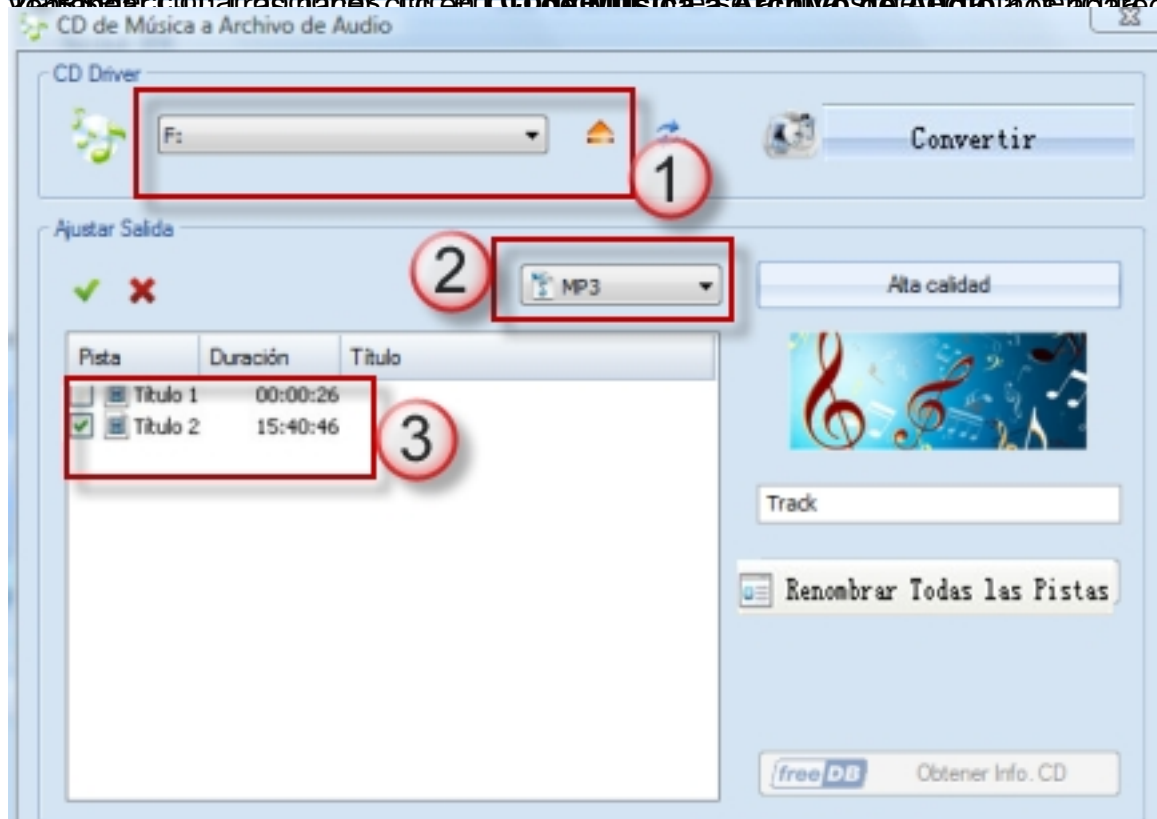 CD de Música a Archivo de Audio
CD Driver
F:
1
Convertir
Ajustar Salida
2
MP3
Alta calidad
Pista Duración Título
Título 1 00:00:26
Título 2 15:40:46
3
Track
Renombrar Todas las Pistas
freeDB Obtener Info. CD